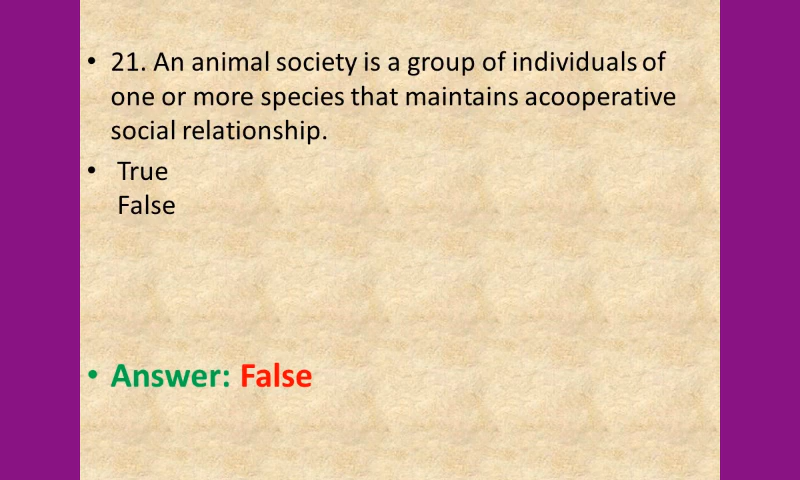 • 21. An animal society is a group of individuals of
one or more species that maintains acooperative
social relationship.
• True
False
• Answer: False